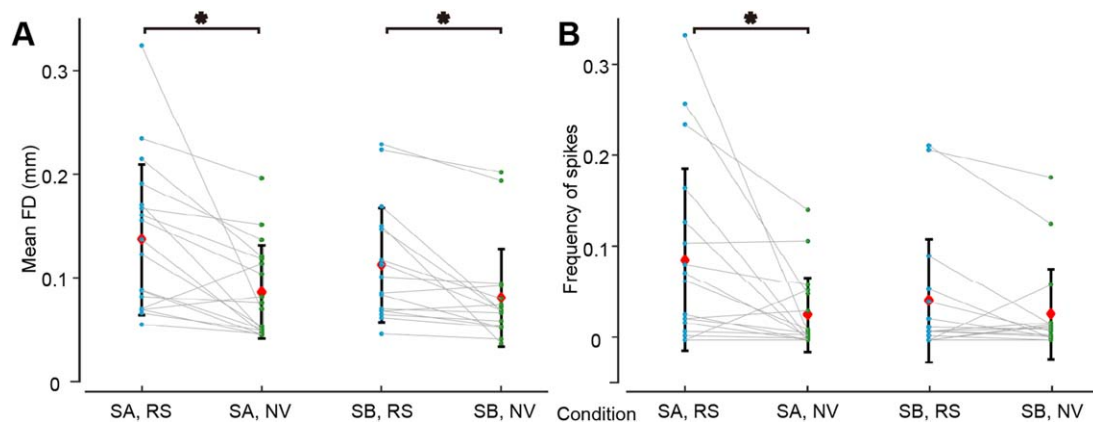 A
*
*
Mean FD (mm)
0.3
0.2
0.1
0
SA, RS
SA, NV
SB, RS
SB, NV
B
*
Frequency of spikes
0.3
0.2
0.1
0
Condition
SA, RS
SA, NV
SB, RS
SB, NV